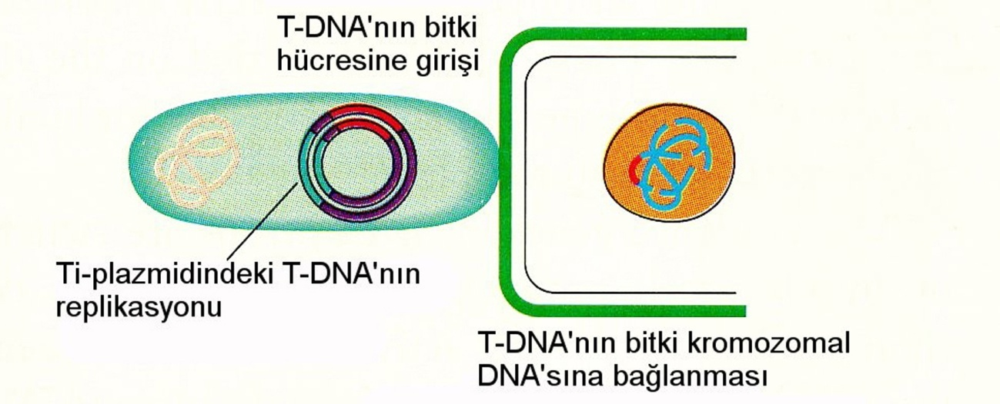 T-DNA'nın bitki
hücresine girişi
Ti-plazmidindeki T-DNA'nın
replikasyonu
T-DNA'nın bitki kromozomal
DNA'sına bağlanması